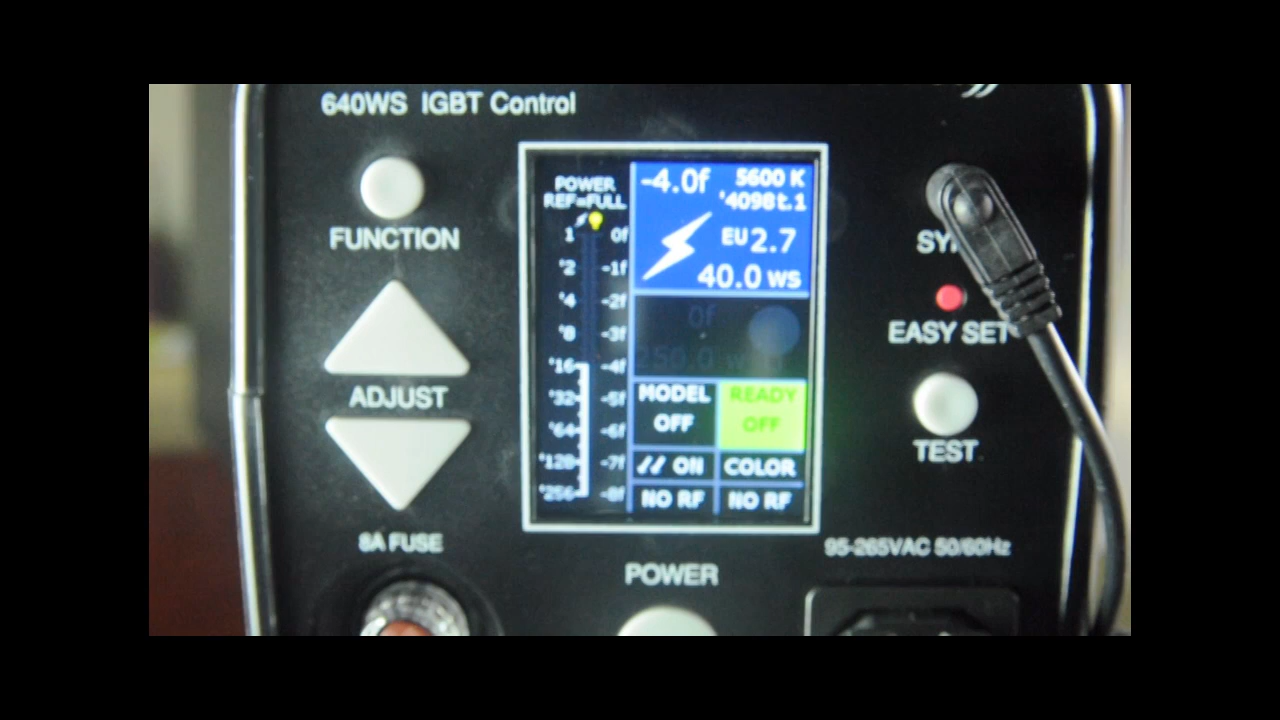 640WS IGBT Control
FUNCTION
ADJUST
8A FUSE
POWER
REF=FULL
1 0f
'2 -1f
'4 -2f
'8 -3f
'16 -4f
'32 -5f
'64 -6f
'128 -7f
'256 -8f
-4.0f 5600 K
'4098 t.1
EU 2.7
40.0 WS
0f
MODEL READY
OFF OFF
ON COLOR
NO RF NO RF
POWER
EASY SET
TEST
95-265VAC 50/60Hz